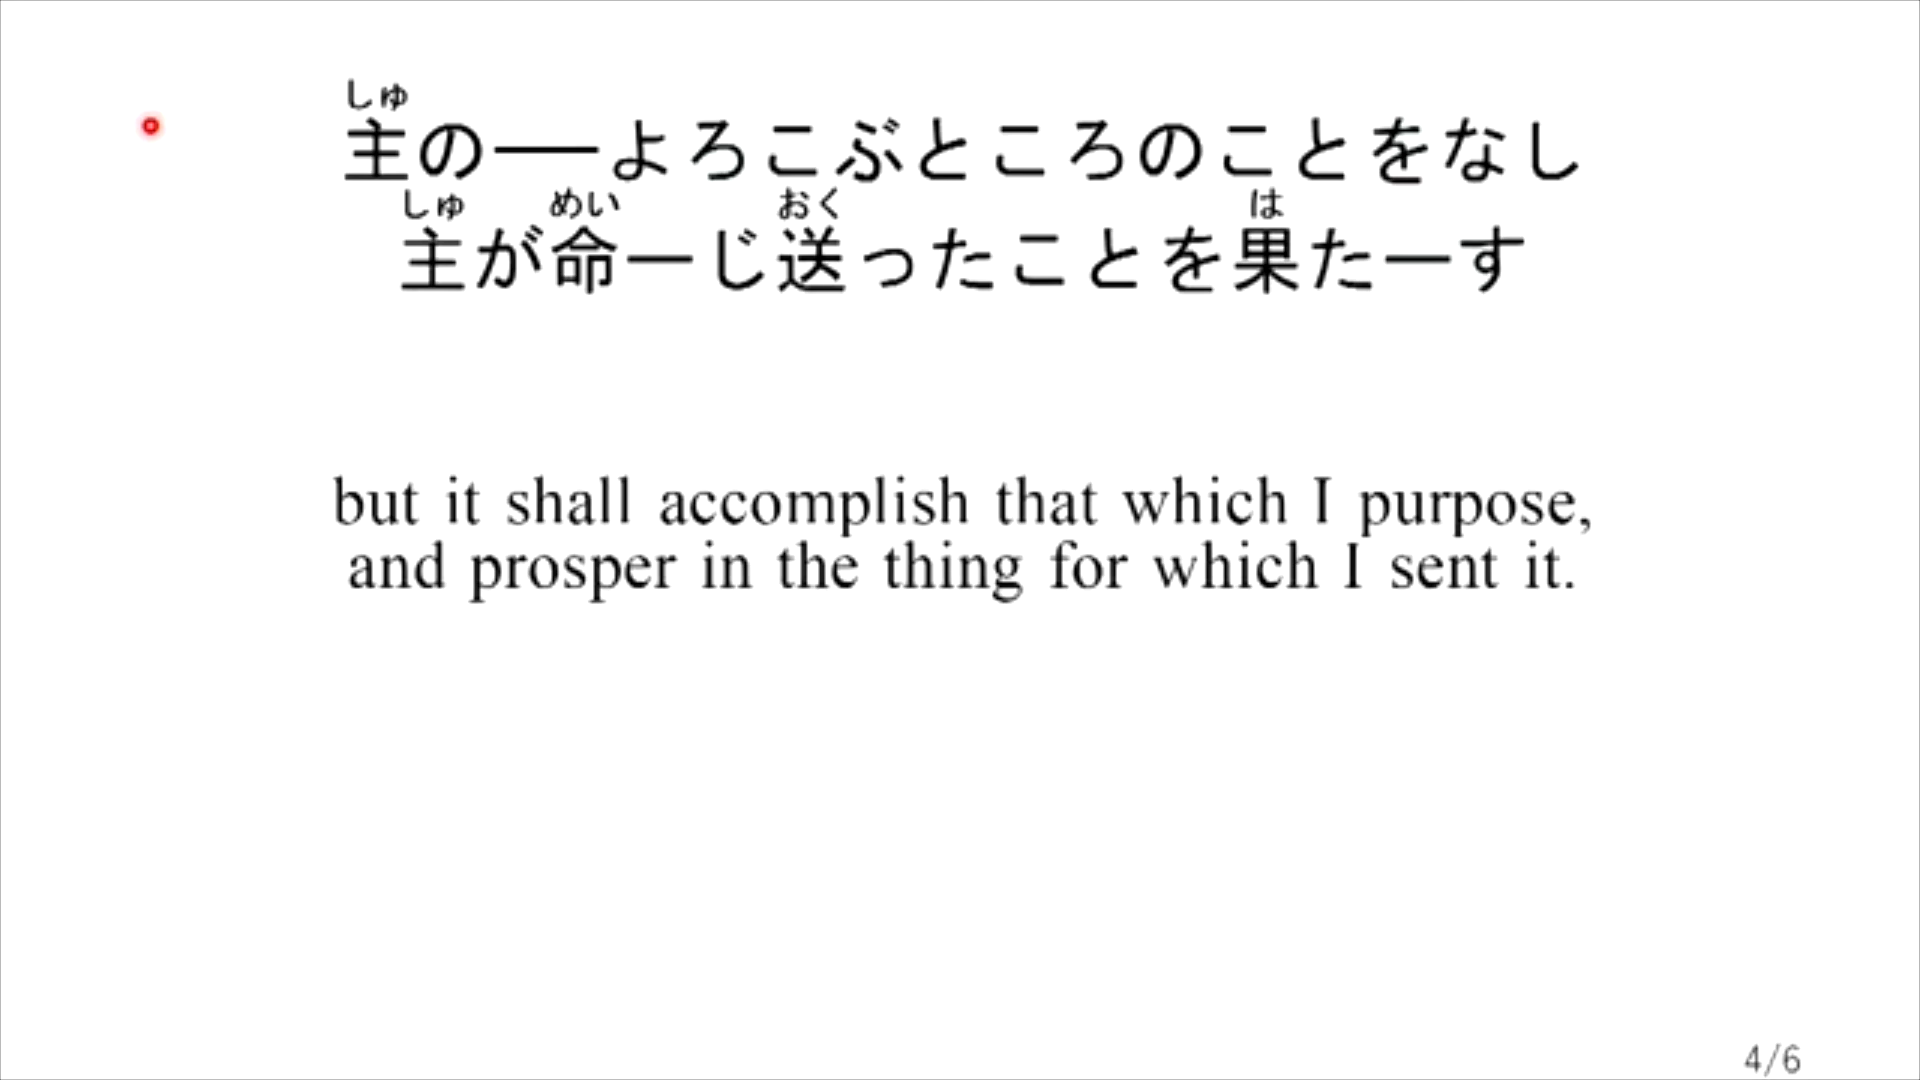 しゅ
主の――よろこぶところのことをなし
しゅ めい おく は
主が命―じ送ったことを果た―す
but it shall accomplish that which I purpose,
and prosper in the thing for which I sent it.
4/6